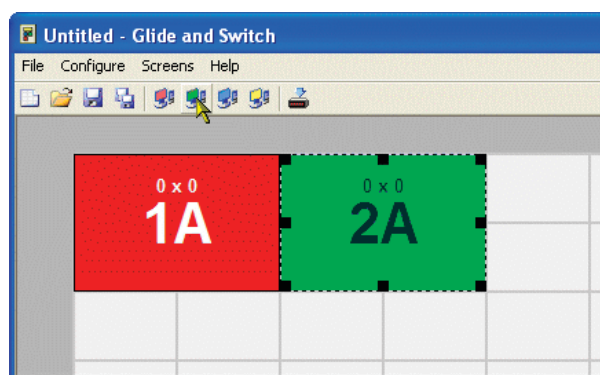 Untitled - Glide and Switch
File Configure Screens Help
0 x 0 0 x 0
1A 2A